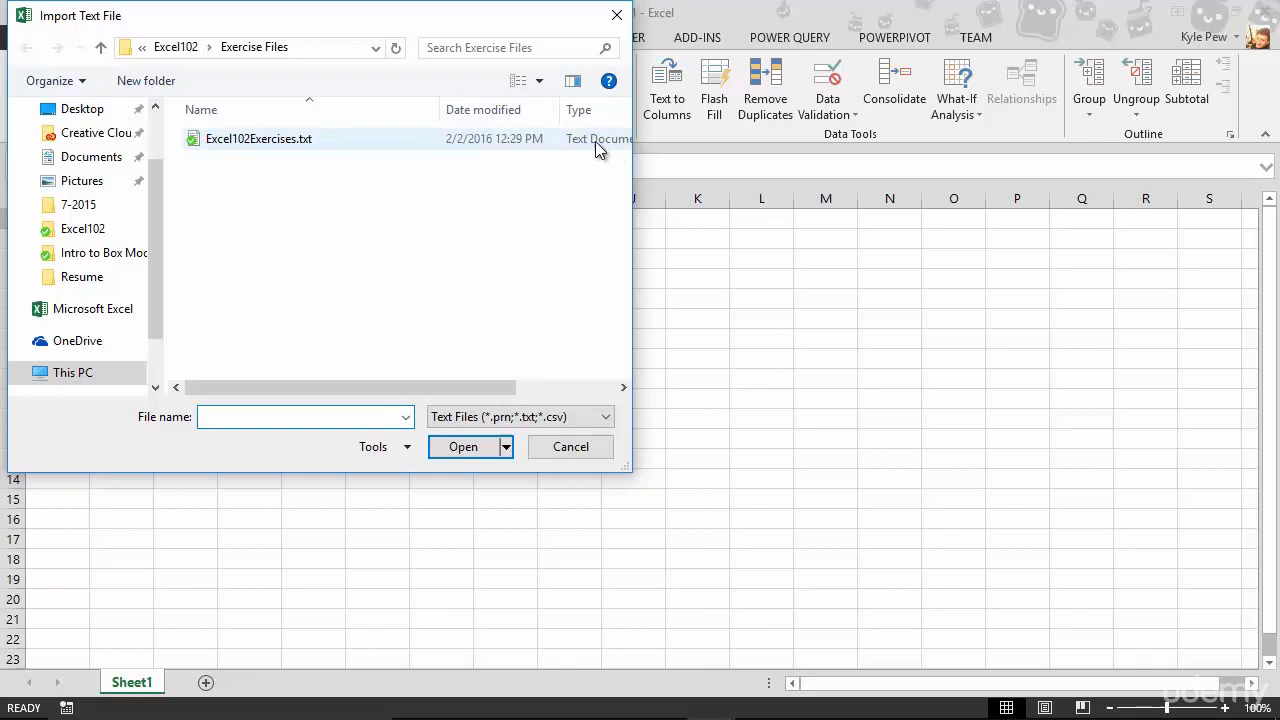 Import Text File
- Excel
Kyle Pew
Excel102 Exercise Files
Search Exercise Files
ADD-INS POWER QUERY POWERPIVOT TEAM
Organize New folder
Text to Columns
Flash Fill
Remove Duplicates
Data Validation
Consolidate
What-If Analysis
Relationships
Group
Ungroup
Subtotal
Data Tools
Outline
Name Date modified Type
Excel102Exercises.txt 2/2/2016 12:29 PM Text Docume
Desktop
Creative Clou
Documents
Pictures
7-2015
Excel102
Intro to Box Moc
Resume
Microsoft Excel
OneDrive
This PC
File name:
Text Files (*.prn;*.txt;*.csv)
Tools Open Cancel
K L M N O P Q R S
14
15
16
17
18
19
20
21
22
23
Sheet1
READY
100%
udemy